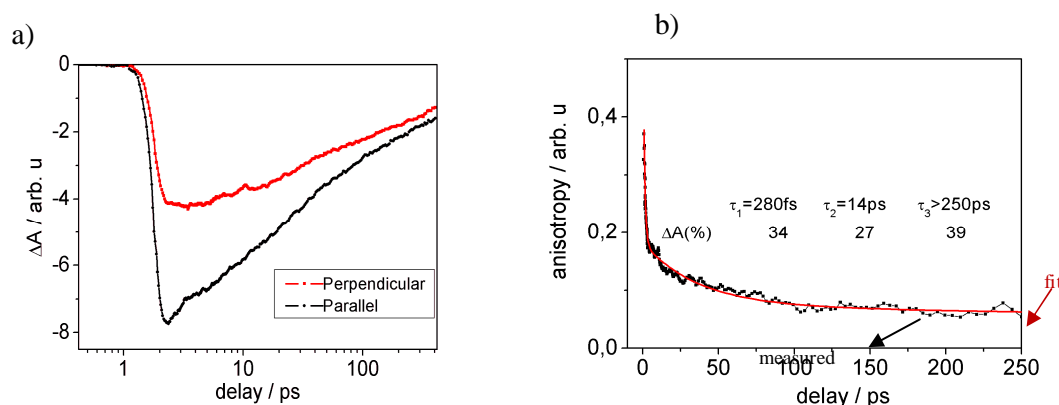 a)
0
-2
-4
-6
-8
ΔA / arb. u
Perpendicular
Parallel
1
10
100
delay / ps
b)
0,4
0,2
0,0
anisotropy / arb. u
τ1=280fs τ2=14ps τ3>250ps
ΔA(%) 34 27 39
fit
measured
0 50 100 150 200 250
delay / ps